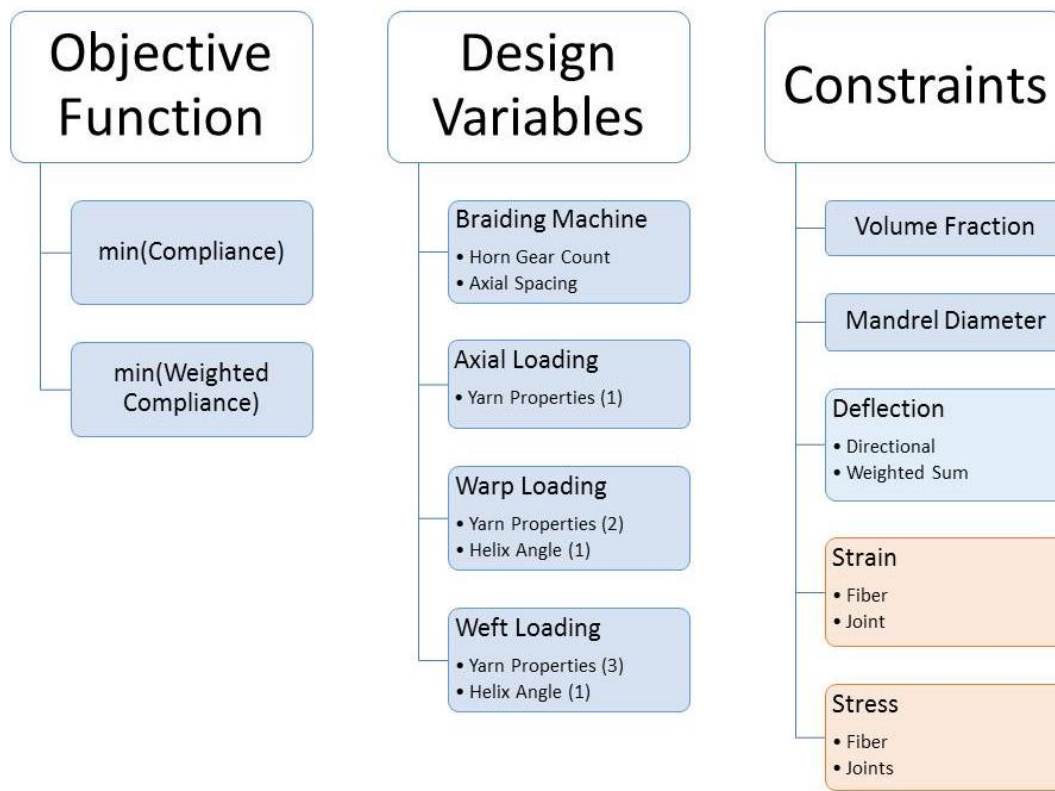 Objective
Function
min(Compliance)
min(Weighted
Compliance)
Design
Variables
Braiding Machine
• Horn Gear Count
• Axial Spacing
Axial Loading
• Yarn Properties (1)
Warp Loading
• Yarn Properties (2)
• Helix Angle (1)
Weft Loading
• Yarn Properties (3)
• Helix Angle (1)
Constraints
Volume Fraction
Mandrel Diameter
Deflection
• Directional
• Weighted Sum
Strain
• Fiber
• Joint
Stress
• Fiber
• Joints